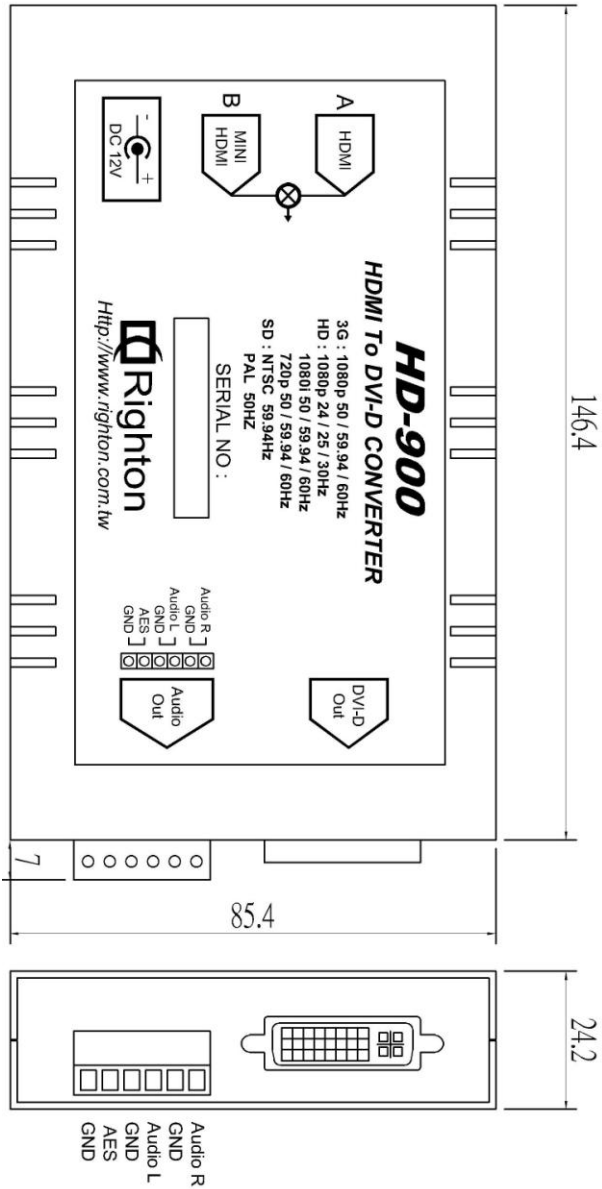 146.4
HD-900
HDMI To DVI-D CONVERTER
3G : 1080p 50 / 59.94 / 60Hz
HD : 1080p 24 / 25 / 30Hz
1080I 50 / 59.94 / 60Hz
720p 50 / 59.94 / 60Hz
SD : NTSC 59.94Hz
PAL 50HZ
A
HDMI
B
MINI
HDMI
- +
DC 12V
SERIAL NO :
Righton
Http://www.righton.com.tw
DVI-D
Out
Audio
Out
Audio R
GND
Audio L
GND
AES
GND
7
85.4
24.2
Audio R
GND
Audio L
GND
AES
GND